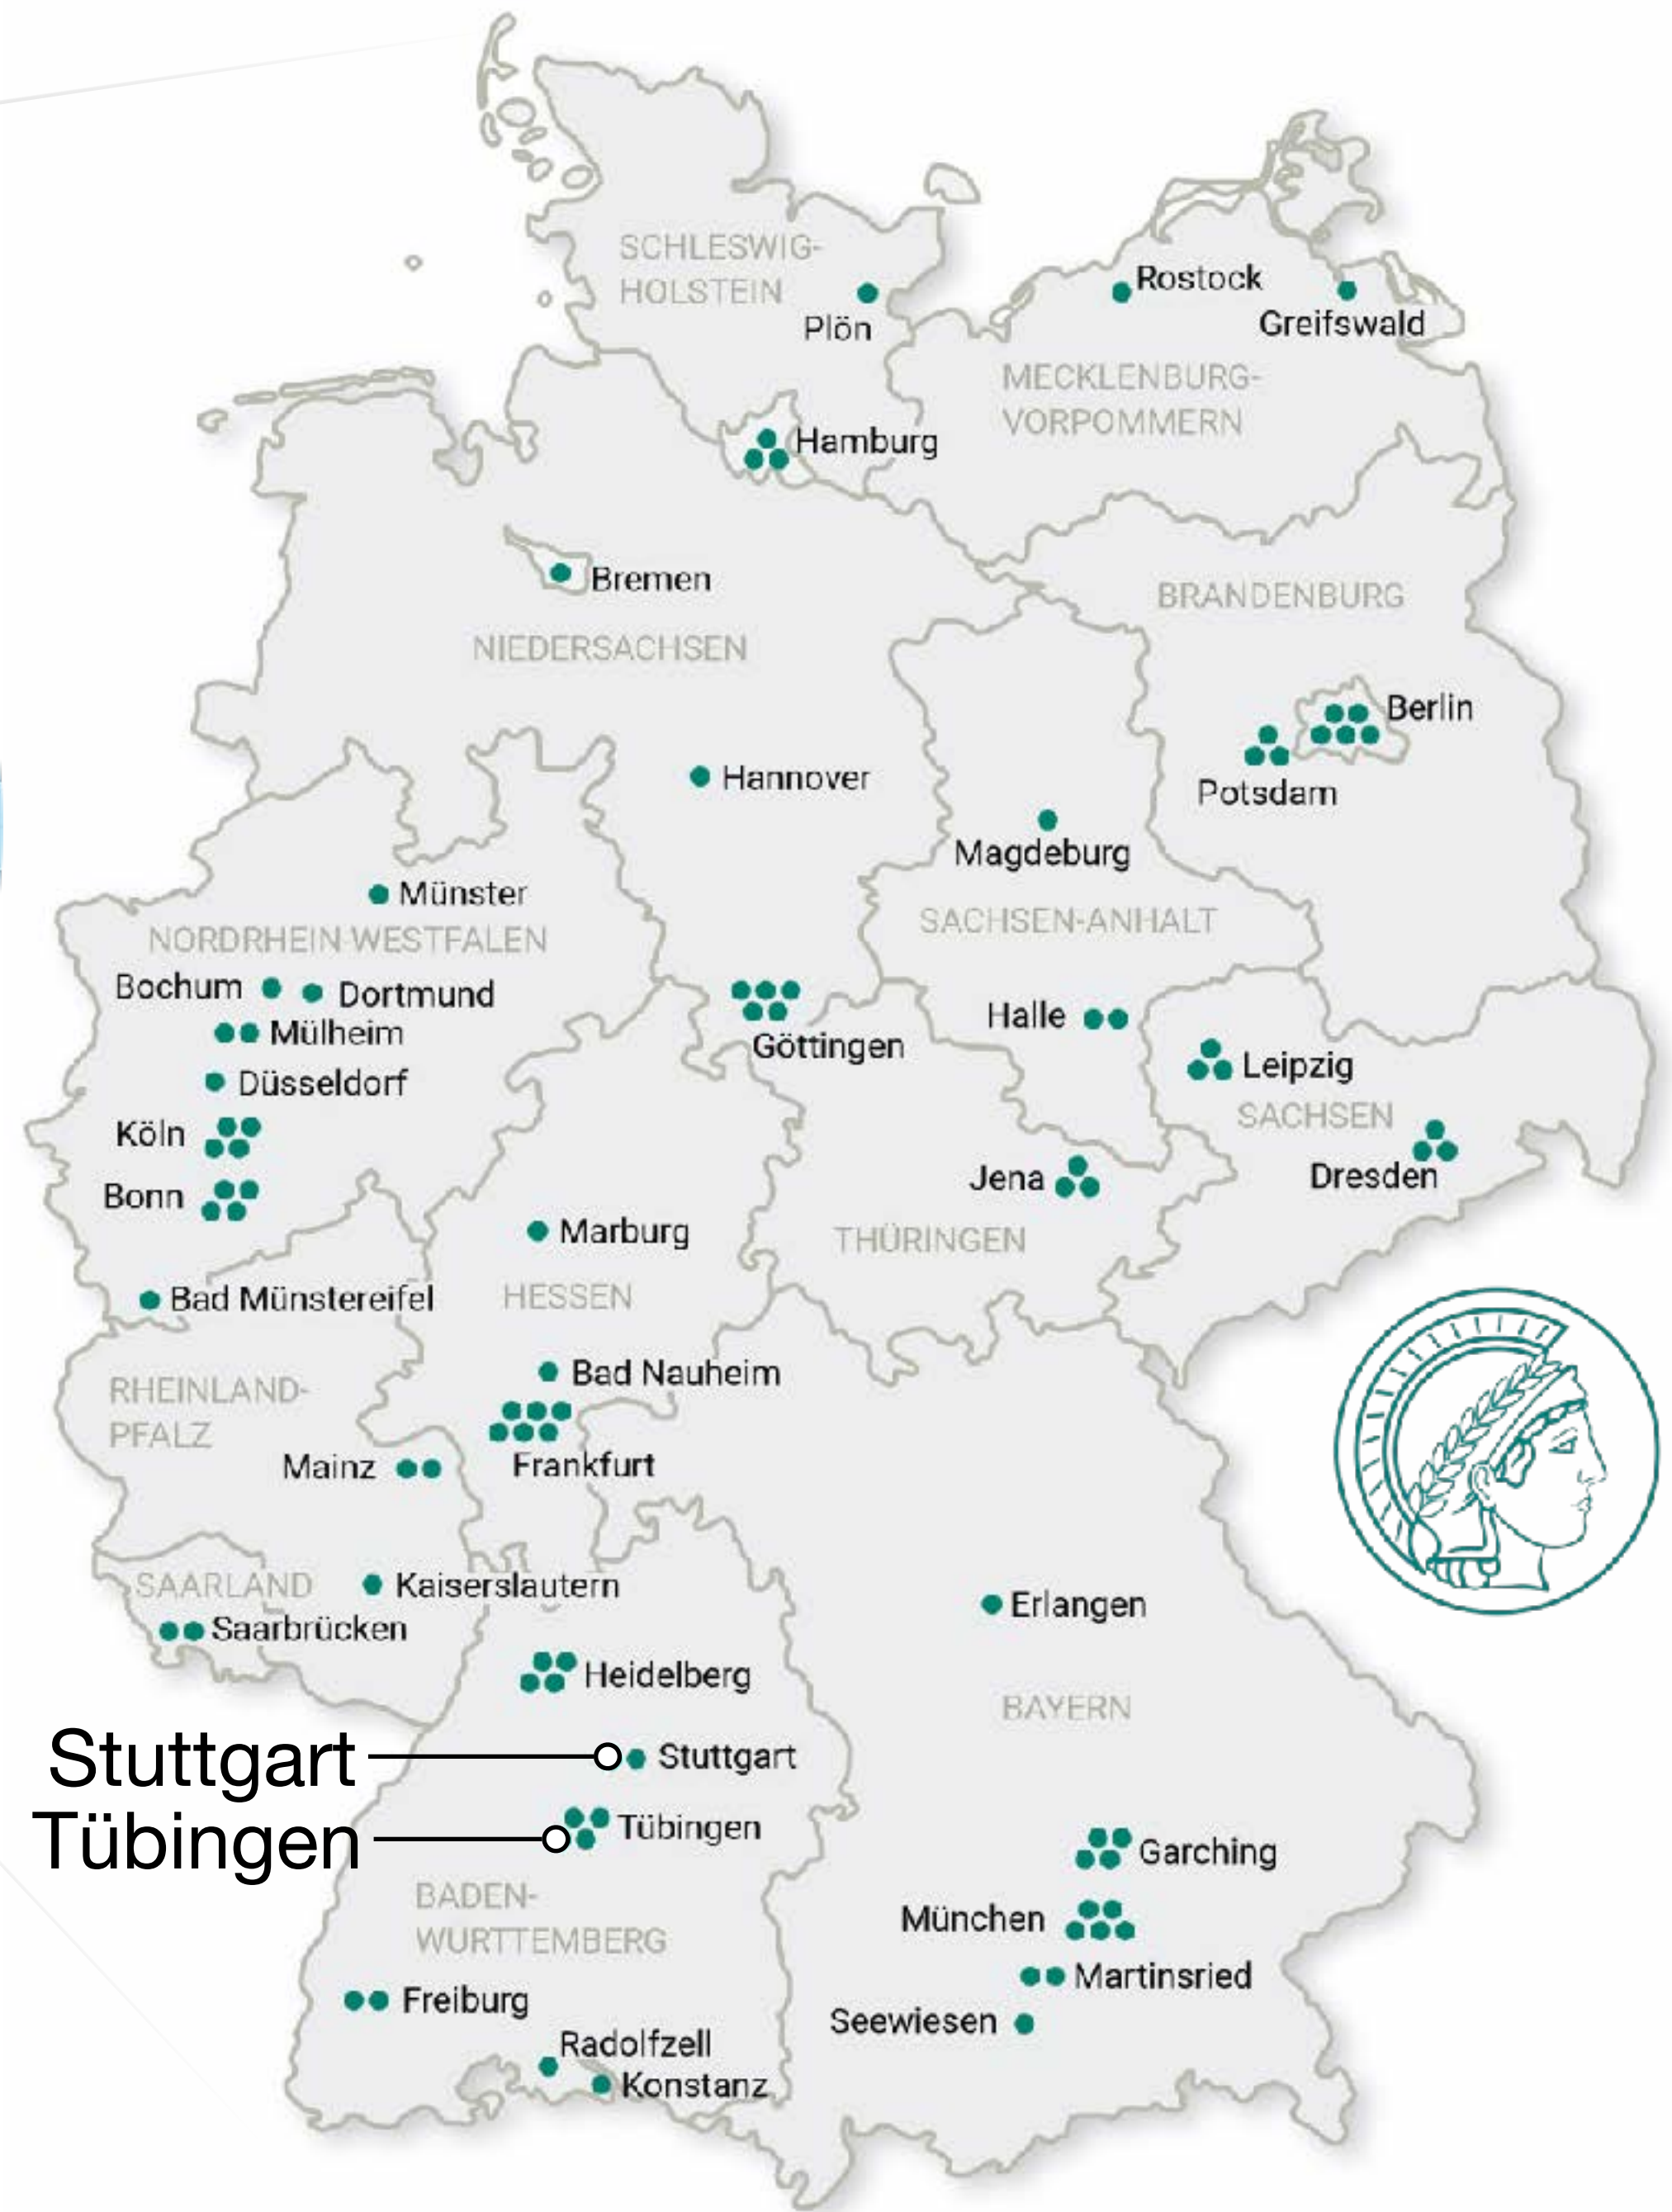 SCHLESWIG-
HOLSTEIN
Plön
Rostock
Greifswald
MECKLENBURG-
VORPOMMERN
Hamburg
Bremen
BRANDENBURG
NIEDERSACHSEN
Berlin
Hannover
Potsdam
Magdeburg
Münster
SACHSEN-ANHALT
NORDRHEIN-WESTFALEN
Bochum
Dortmund
Halle
Mülheim
Göttingen
Leipzig
Düsseldorf
SACHSEN
Köln
Jena
Dresden
Bonn
Marburg
THÜRINGEN
Bad Münstereifel
HESSEN
Bad Nauheim
RHEINLAND-
PFALZ
Mainz
Frankfurt
SAARLAND
Kaiserslautern
Erlangen
Saarbrücken
Heidelberg
BAYERN
Stuttgart
Stuttgart
Tübingen
Tübingen
Garching
BADEN-
WURTTEMBERG
München
Martinsried
Freiburg
Seewiesen
Radolfzell
Konstanz